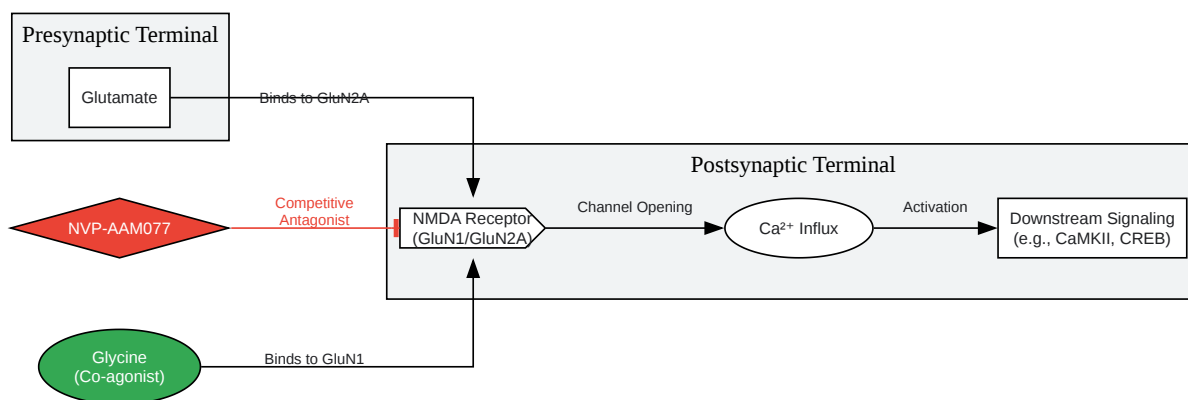 Presynaptic Terminal
Glutamate
Binds to GluN2A
Postsynaptic Terminal
NVP-AAM077
Competitive
Antagonist
NMDA Receptor
(GluN1/GluN2A)
Channel Opening
Ca²⁺ Influx
Activation
Downstream Signaling
(e.g., CaMKII, CREB)
Glycine
(Co-agonist)
Binds to GluN1